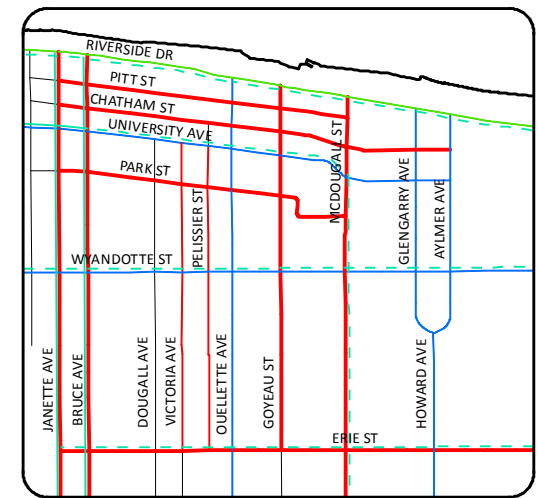 RIVERSIDE DR
PITT ST
CHATHAM ST
UNIVERSITY AVE
PARK ST
PELISSIER ST
MCDOUGALL ST
GLENGARRY AVE
AYLMER AVE
WYANDOTTE ST
JANETTE AVE
BRUCE AVE
DOUGALL AVE
VICTORIA AVE
OUELLETTE AVE
GOYEAU ST
HOWARD AVE
ERIE ST